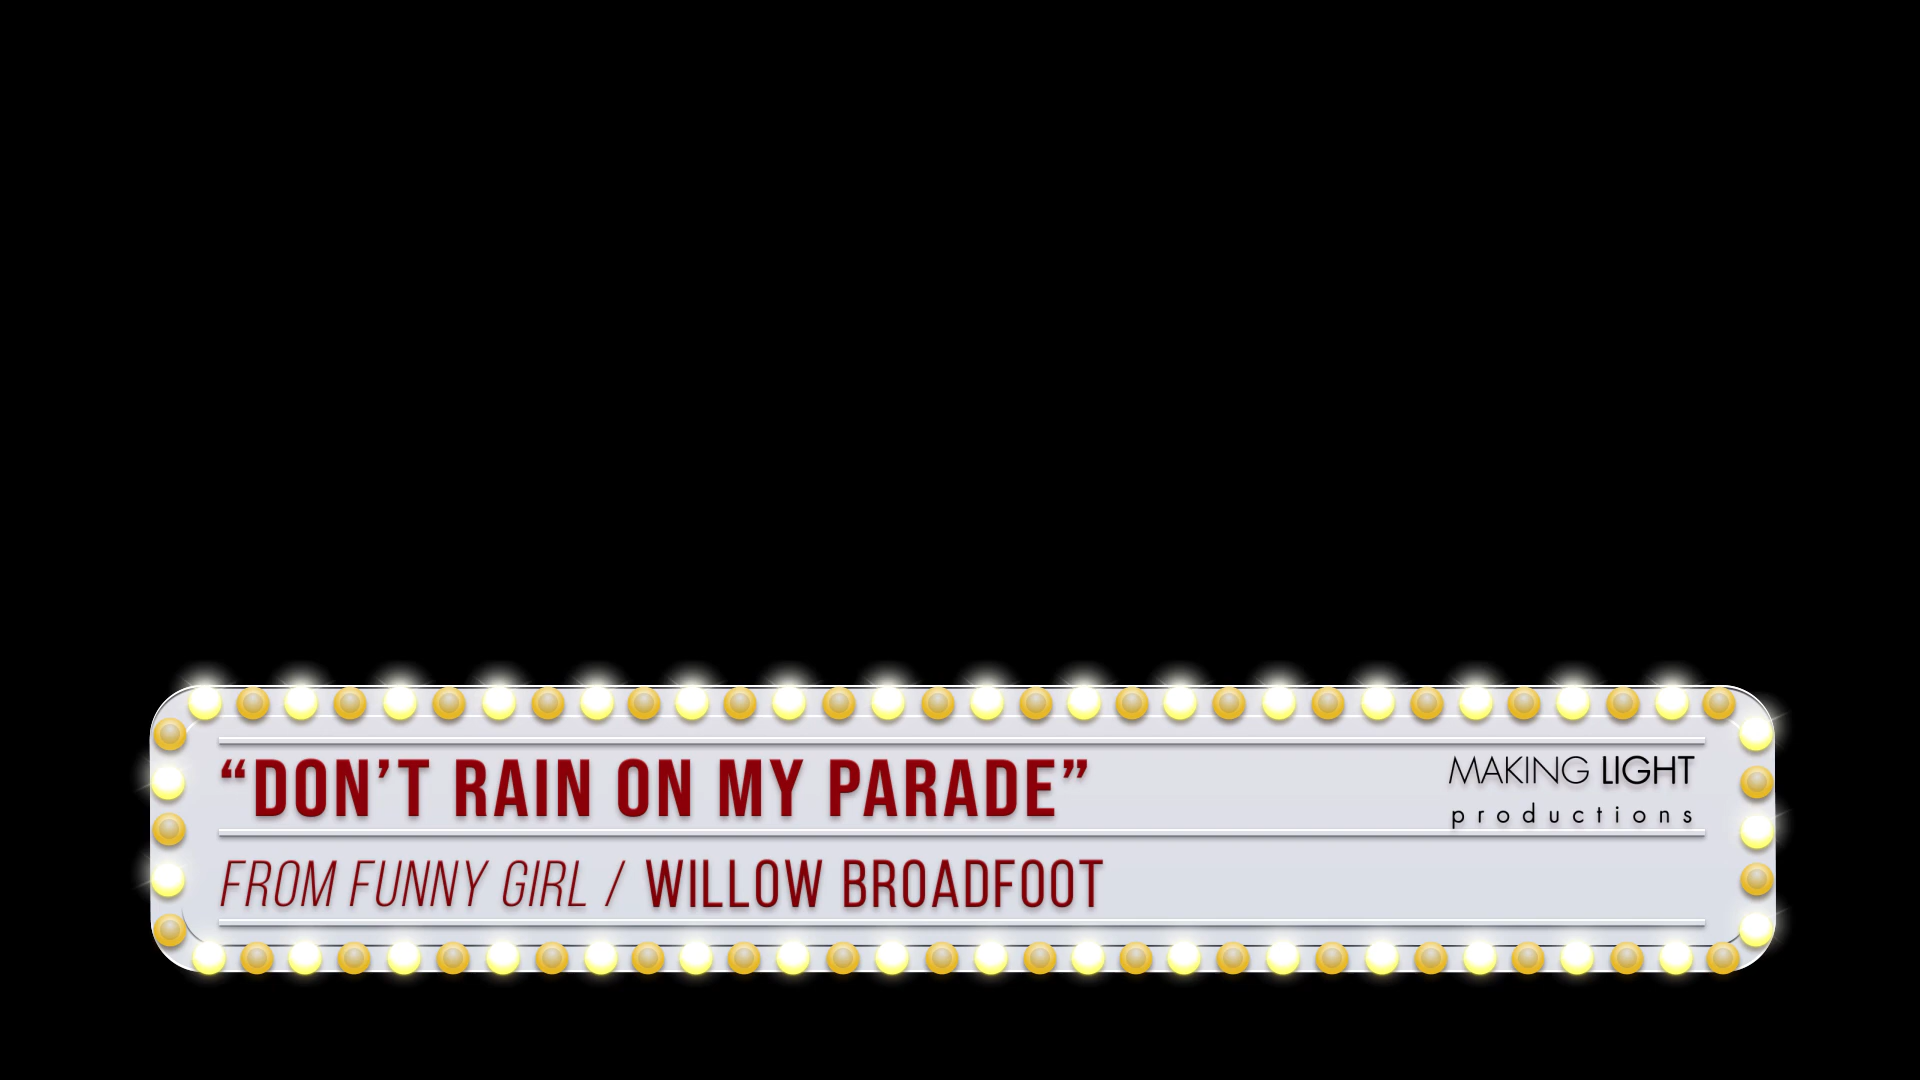 “DON’T RAIN ON MY PARADE”
MAKING LIGHT
productions
FROM FUNNY GIRL / WILLOW BROADFOOT